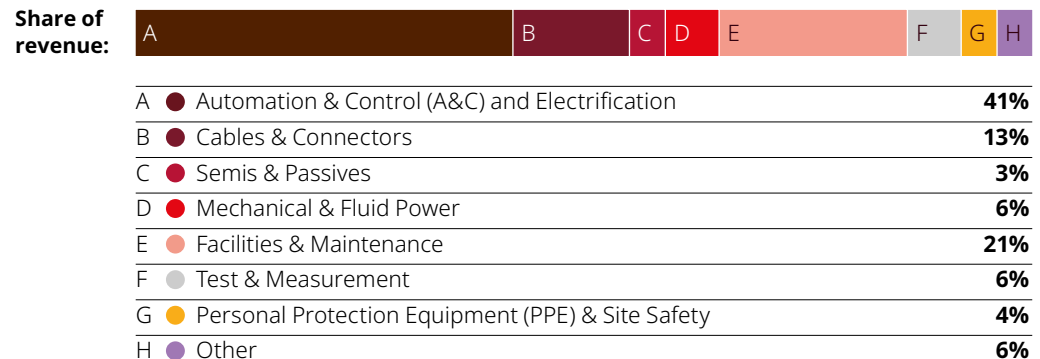 Share of
revenue:
A B C D E F G H
A Automation & Control (A&C) and Electrification 41%
B Cables & Connectors 13%
C Semis & Passives 3%
D Mechanical & Fluid Power 6%
E Facilities & Maintenance 21%
F Test & Measurement 6%
G Personal Protection Equipment (PPE) & Site Safety 4%
H Other 6%